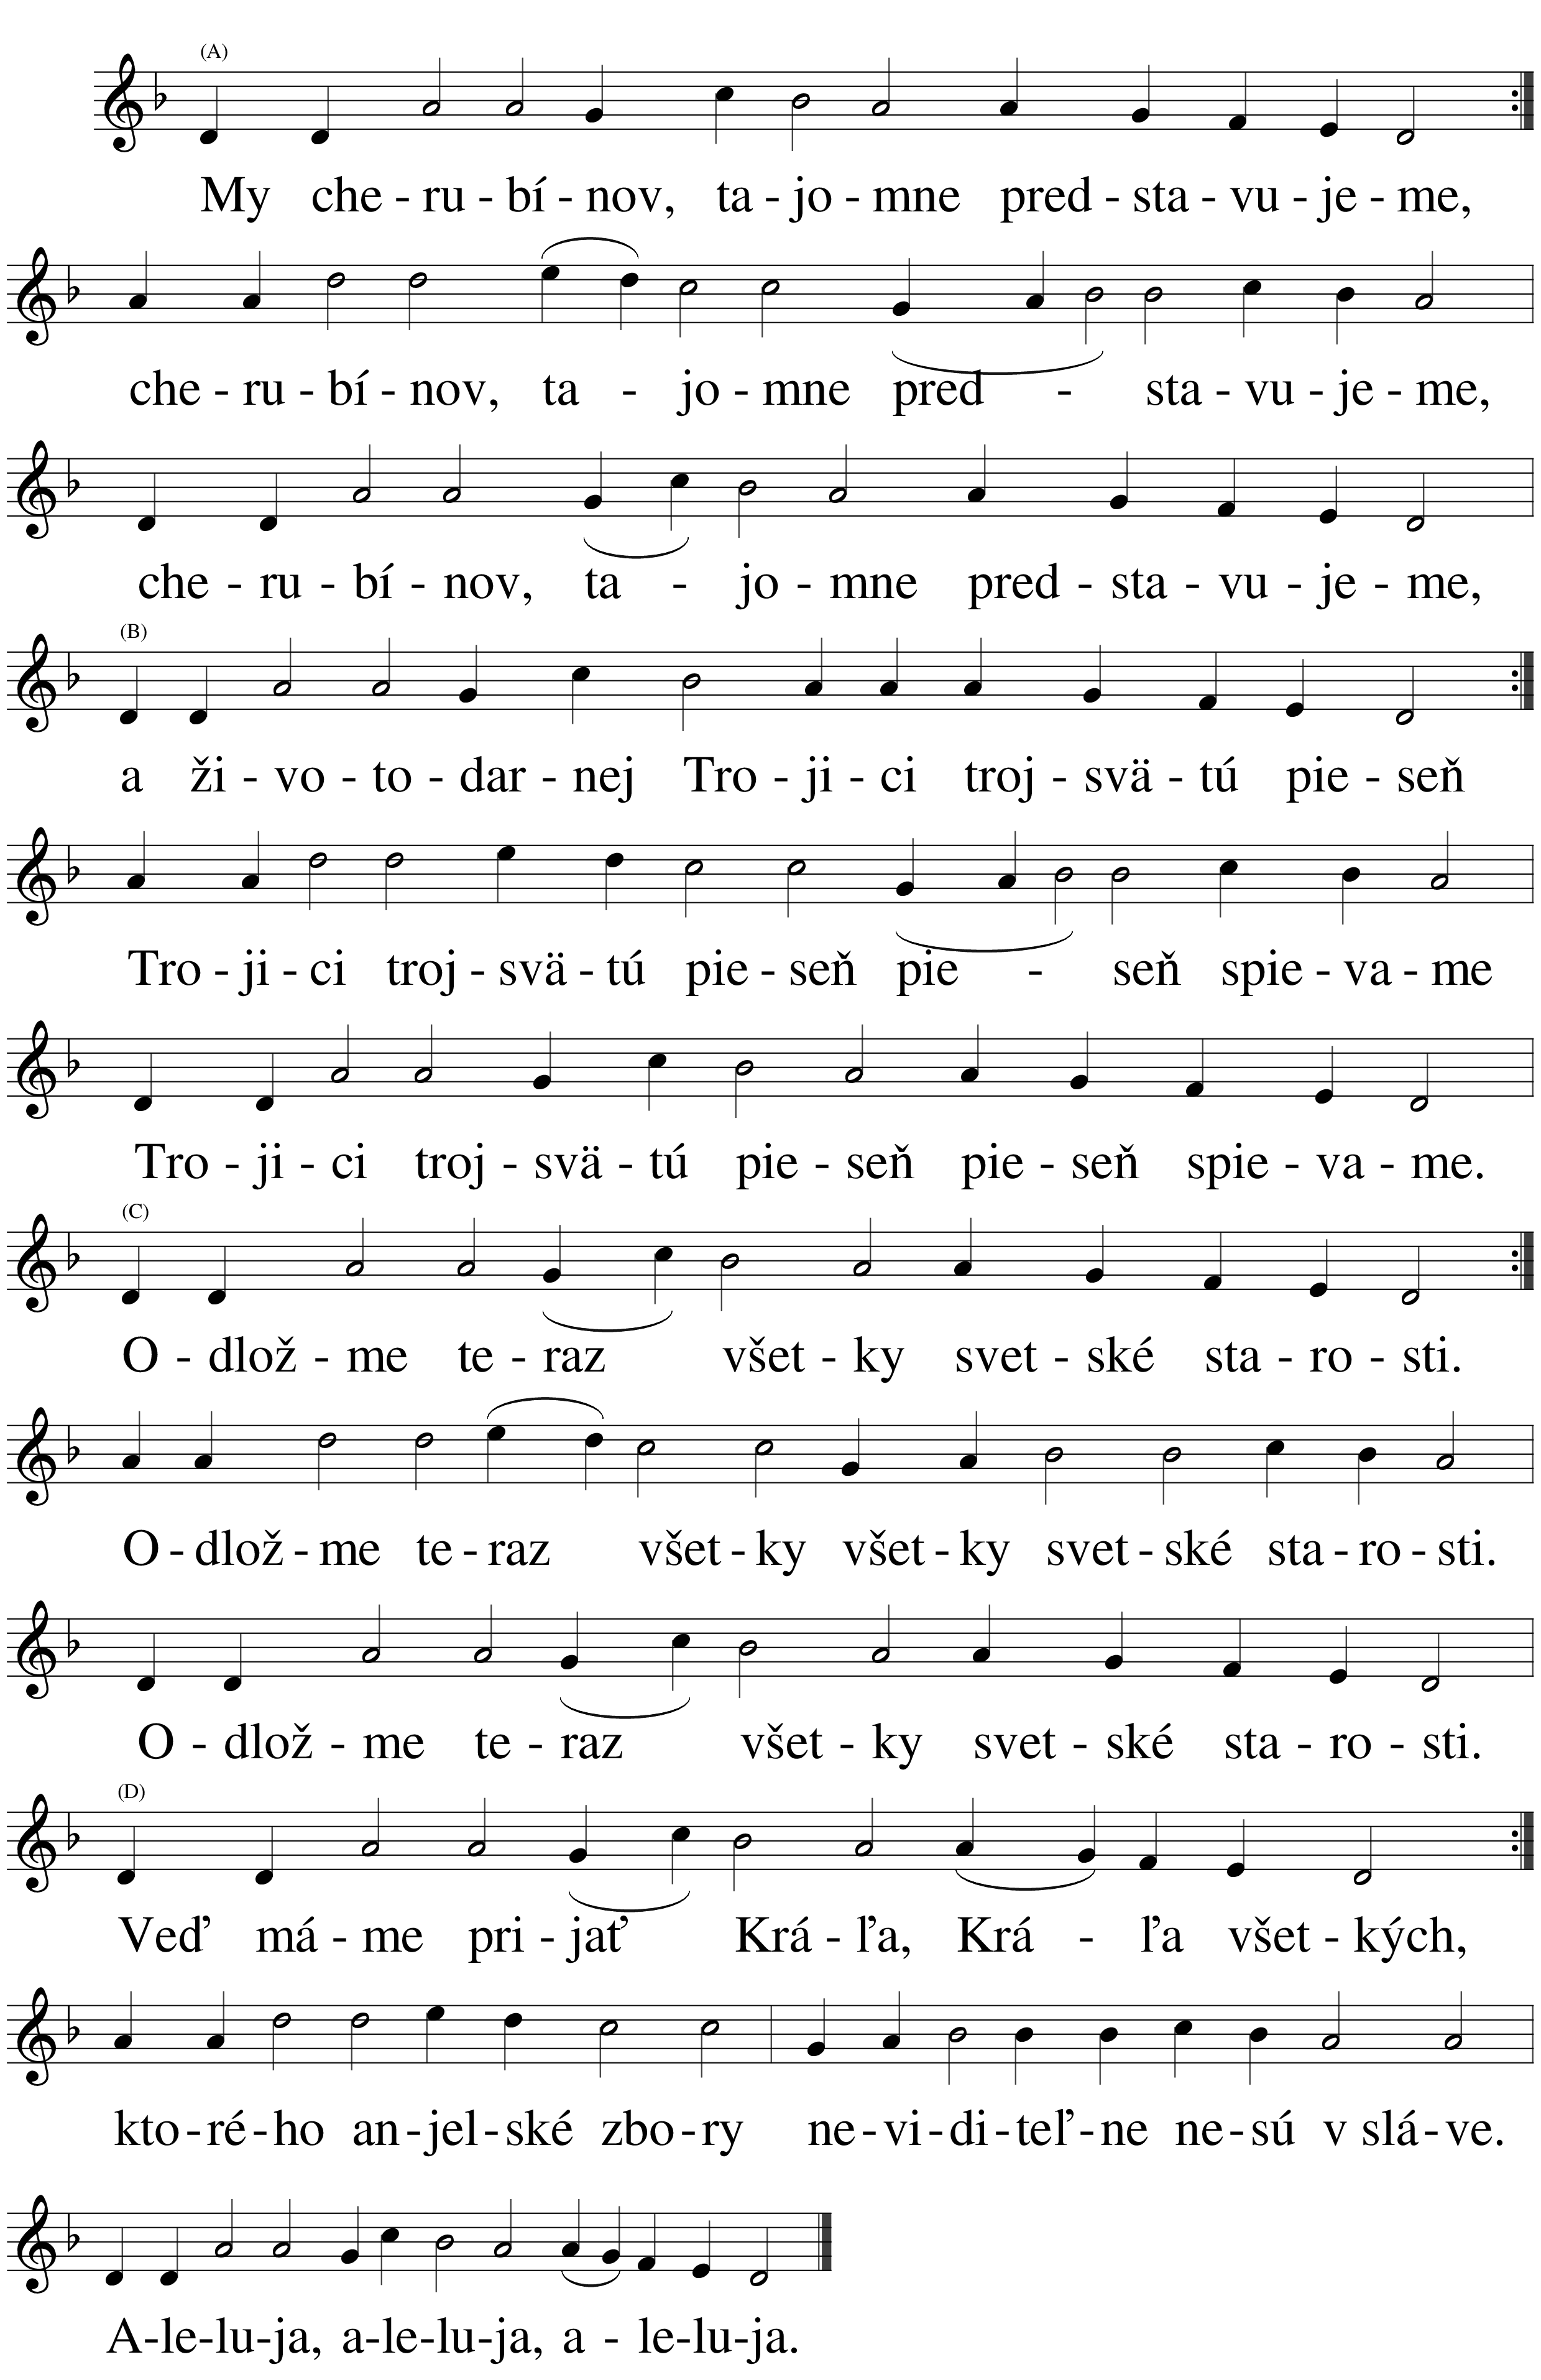 (A)
My che - ru - bí - nov, ta - jo - mne pred - sta - vu - je - me,
che - ru - bí - nov, ta - jo - mne pred - sta - vu - je - me,
che - ru - bí - nov, ta - jo - mne pred - sta - vu - je - me,
(B)
a ži - vo - to - dar - nej Tro - ji - ci troj - svä - tú pie - seň
Tro - ji - ci troj - svä - tú pie - seň pie - seň spie - va - me
Tro - ji - ci troj - svä - tú pie - seň pie - seň spie - va - me.
(C)
O - dlož - me te - raz všet - ky svet - ské sta - ro - sti.
O - dlož - me te - raz všet - ky všet - ky svet - ské sta - ro - sti.
O - dlož - me te - raz všet - ky svet - ské sta - ro - sti.
(D)
Veď má - me pri - jať Krá - ľa, Krá - ľa všet - kých,
kto - ré - ho an - jel - ské zbo - ry ne - vi - di - teľ - ne ne - sú v slá - ve.
A - le - lu - ja, a - le - lu - ja, a - le - lu - ja.